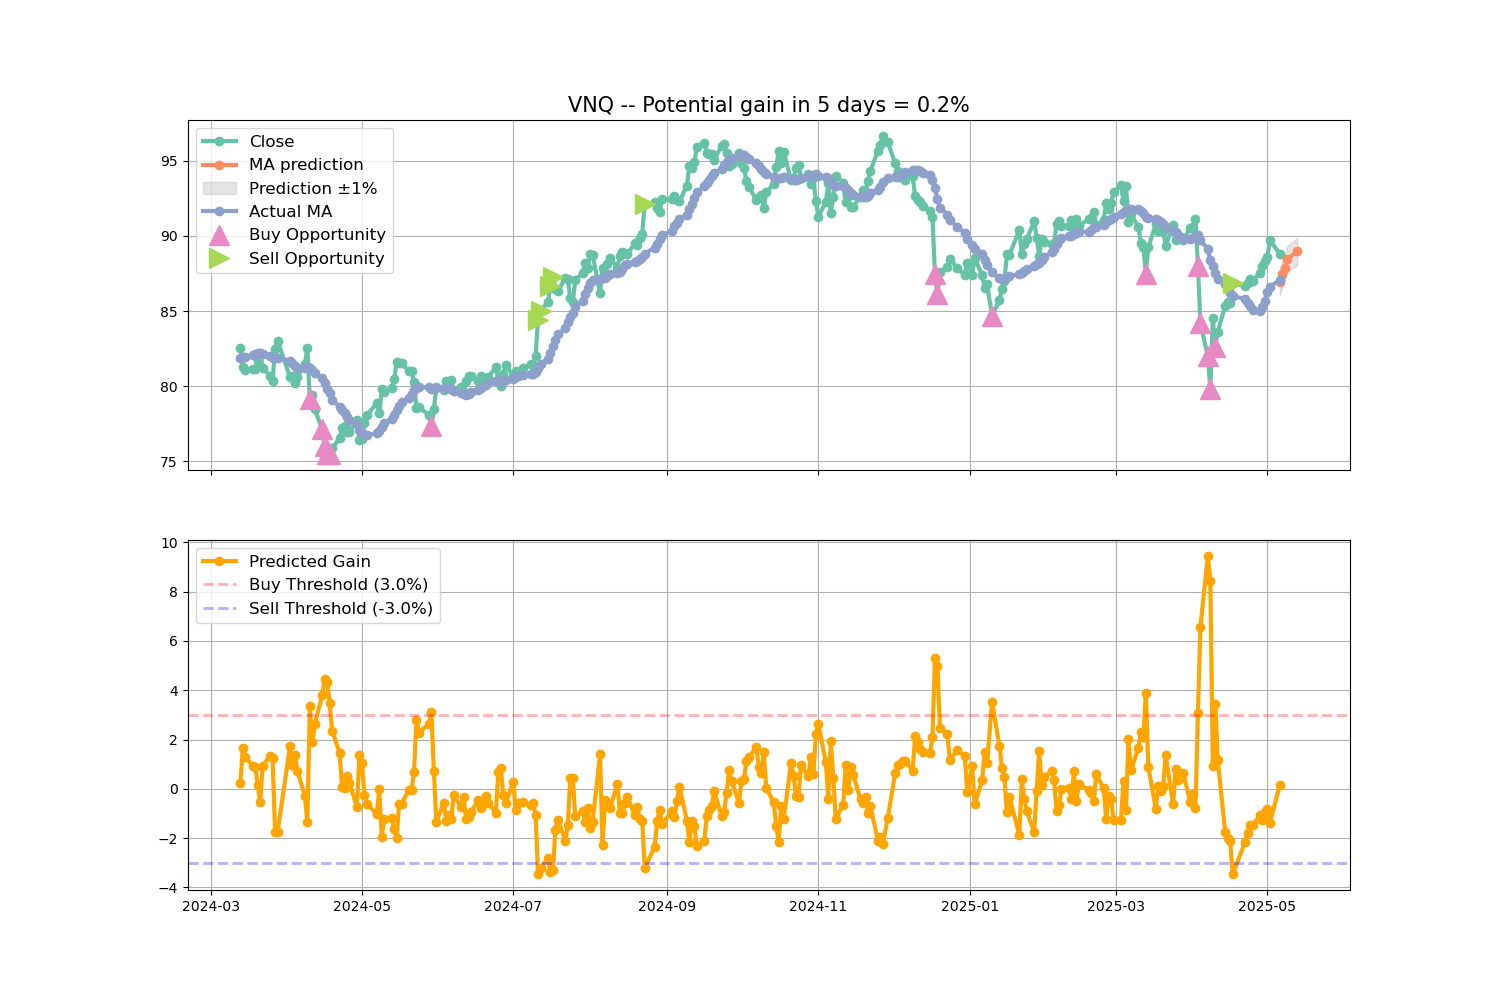 VNQ -- Potential gain in 5 days = 0.2%
Close
MA prediction
Prediction ±1%
Actual MA
Buy Opportunity
Sell Opportunity
95
90
85
80
75
Predicted Gain
Buy Threshold (3.0%)
Sell Threshold (-3.0%)
10
8
6
4
2
0
−2
−4
2024-03
2024-05
2024-07
2024-09
2024-11
2025-01
2025-03
2025-05